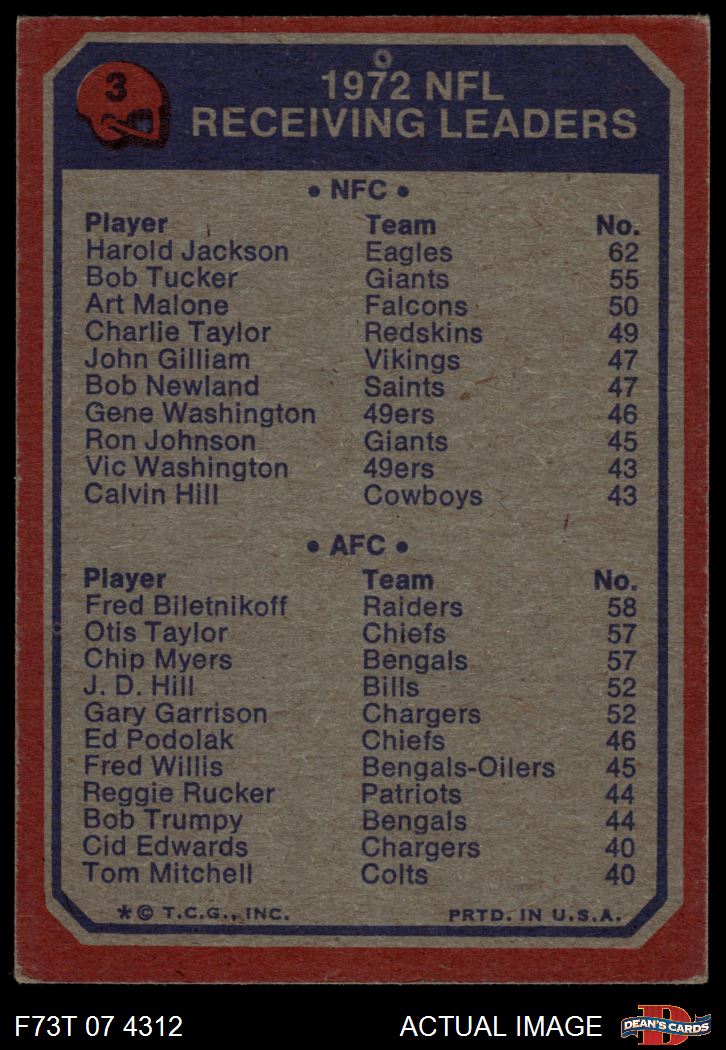 3
1972 NFL
RECEIVING LEADERS
• NFC •
Player Team No.
Harold Jackson Eagles 62
Bob Tucker Giants 55
Art Malone Falcons 50
Charlie Taylor Redskins 49
John Gilliam Vikings 47
Bob Newland Saints 47
Gene Washington 49ers 46
Ron Johnson Giants 45
Vic Washington 49ers 43
Calvin Hill Cowboys 43
• AFC •
Player Team No.
Fred Biletnikoff Raiders 58
Otis Taylor Chiefs 57
Chip Myers Bengals 57
J. D. Hill Bills 52
Gary Garrison Chargers 52
Ed Podolak Chiefs 46
Fred Willis Bengals-Oilers 45
Reggie Rucker Patriots 44
Bob Trumpy Bengals 44
Cid Edwards Chargers 40
Tom Mitchell Colts 40
*© T.C.G., INC. PRTD. IN U.S.A.
F73T 07 4312 ACTUAL IMAGE D DEAN'S CARDS